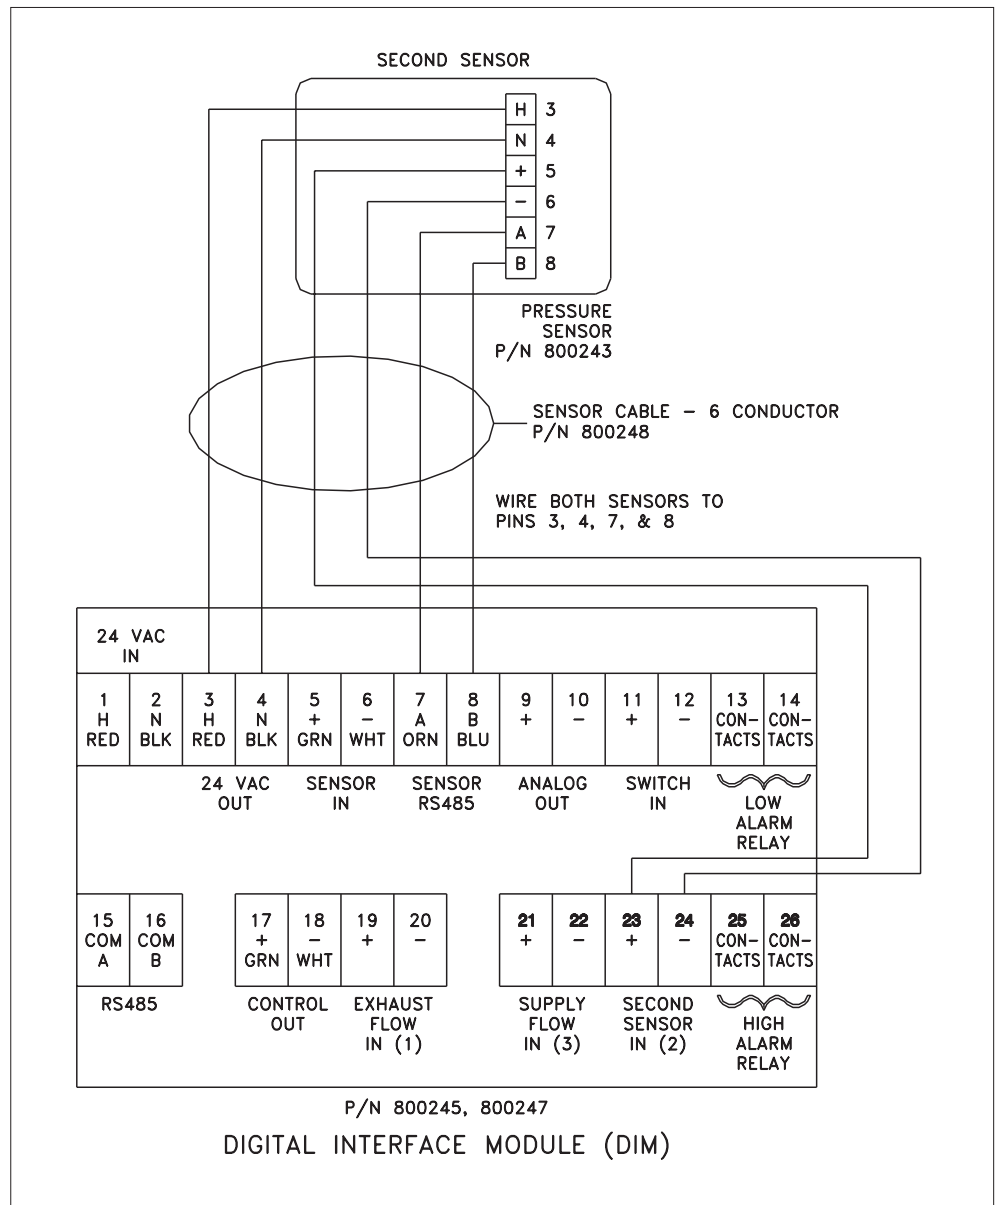 SECOND SENSOR
H 3
N 4
+ 5
− 6
A 7
B 8
PRESSURE
SENSOR
P/N 800243
SENSOR CABLE − 6 CONDUCTOR
P/N 800248
WIRE BOTH SENSORS TO
PINS 3, 4, 7, & 8
24 VAC
IN
1 2 3 4 5 6 7 8 9 10 11 12 13 14
H N H N + − A B + − + − CON− CON−
RED BLK RED BLK GRN WHT ORN BLU TACTS TACTS
24 VAC SENSOR SENSOR ANALOG SWITCH
OUT IN RS485 OUT IN
LOW
ALARM
RELAY
15 16 17 18 19 20 21 22 23 24 25 26
COM COM + − + − + − + − CON− CON−
A B GRN WHT TACTS TACTS
RS485 CONTROL EXHAUST SUPPLY SECOND
OUT FLOW FLOW SENSOR HIGH
IN (1) IN (3) IN (2) ALARM
RELAY
P/N 800245, 800247
DIGITAL INTERFACE MODULE (DIM)